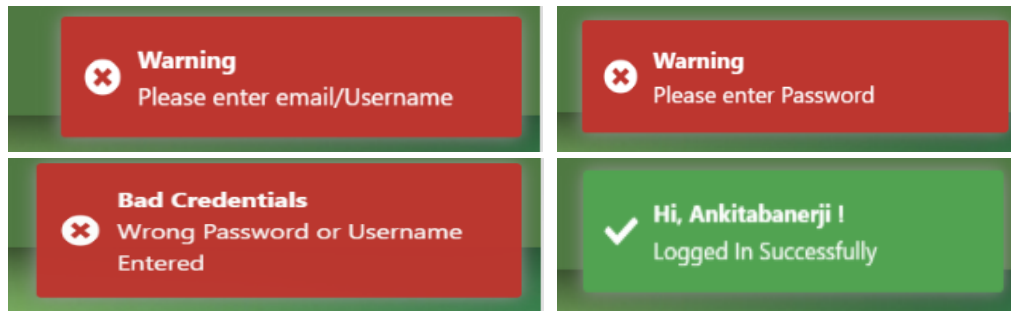 Warning
Please enter email/Username
Warning
Please enter Password
Bad Credentials
Wrong Password or Username
Entered
Hi, Ankitabanerji !
Logged In Successfully